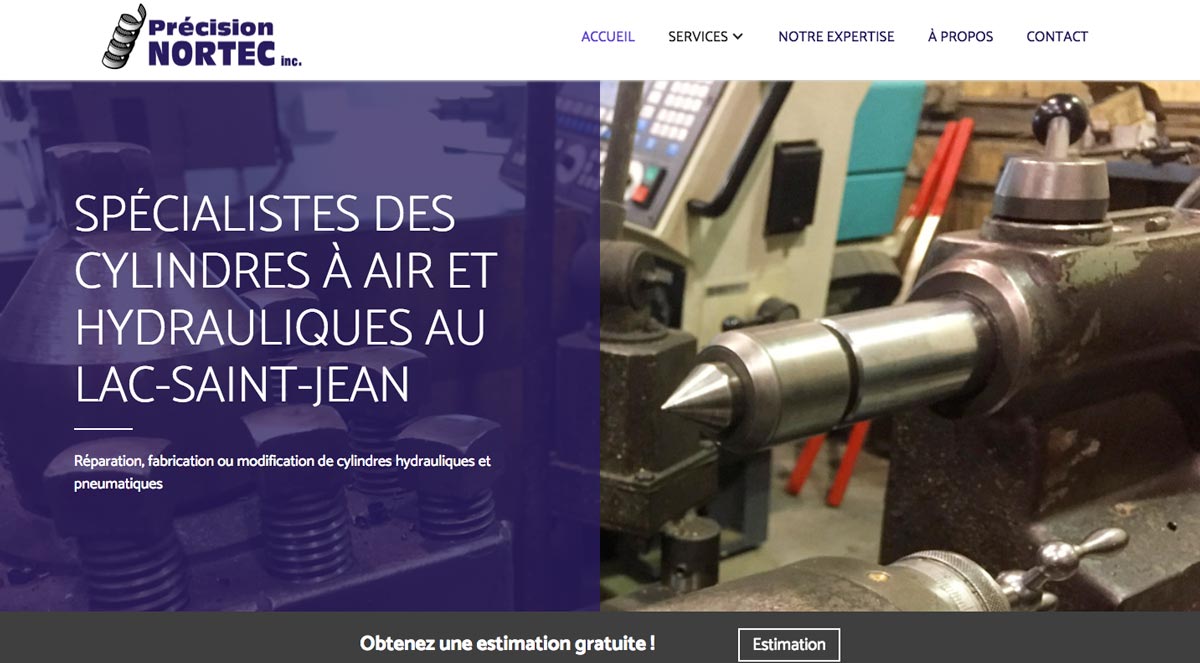 Précision
NORTEC inc.
ACCUEIL
SERVICES
NOTRE EXPERTISE
À PROPOS
CONTACT
SPÉCIALISTES DES
CYLINDRES À AIR ET
HYDRAULIQUES AU
LAC-SAINT-JEAN
Réparation, fabrication ou modification de cylindres hydrauliques et
pneumatiques
Obtenez une estimation gratuite !
Estimation